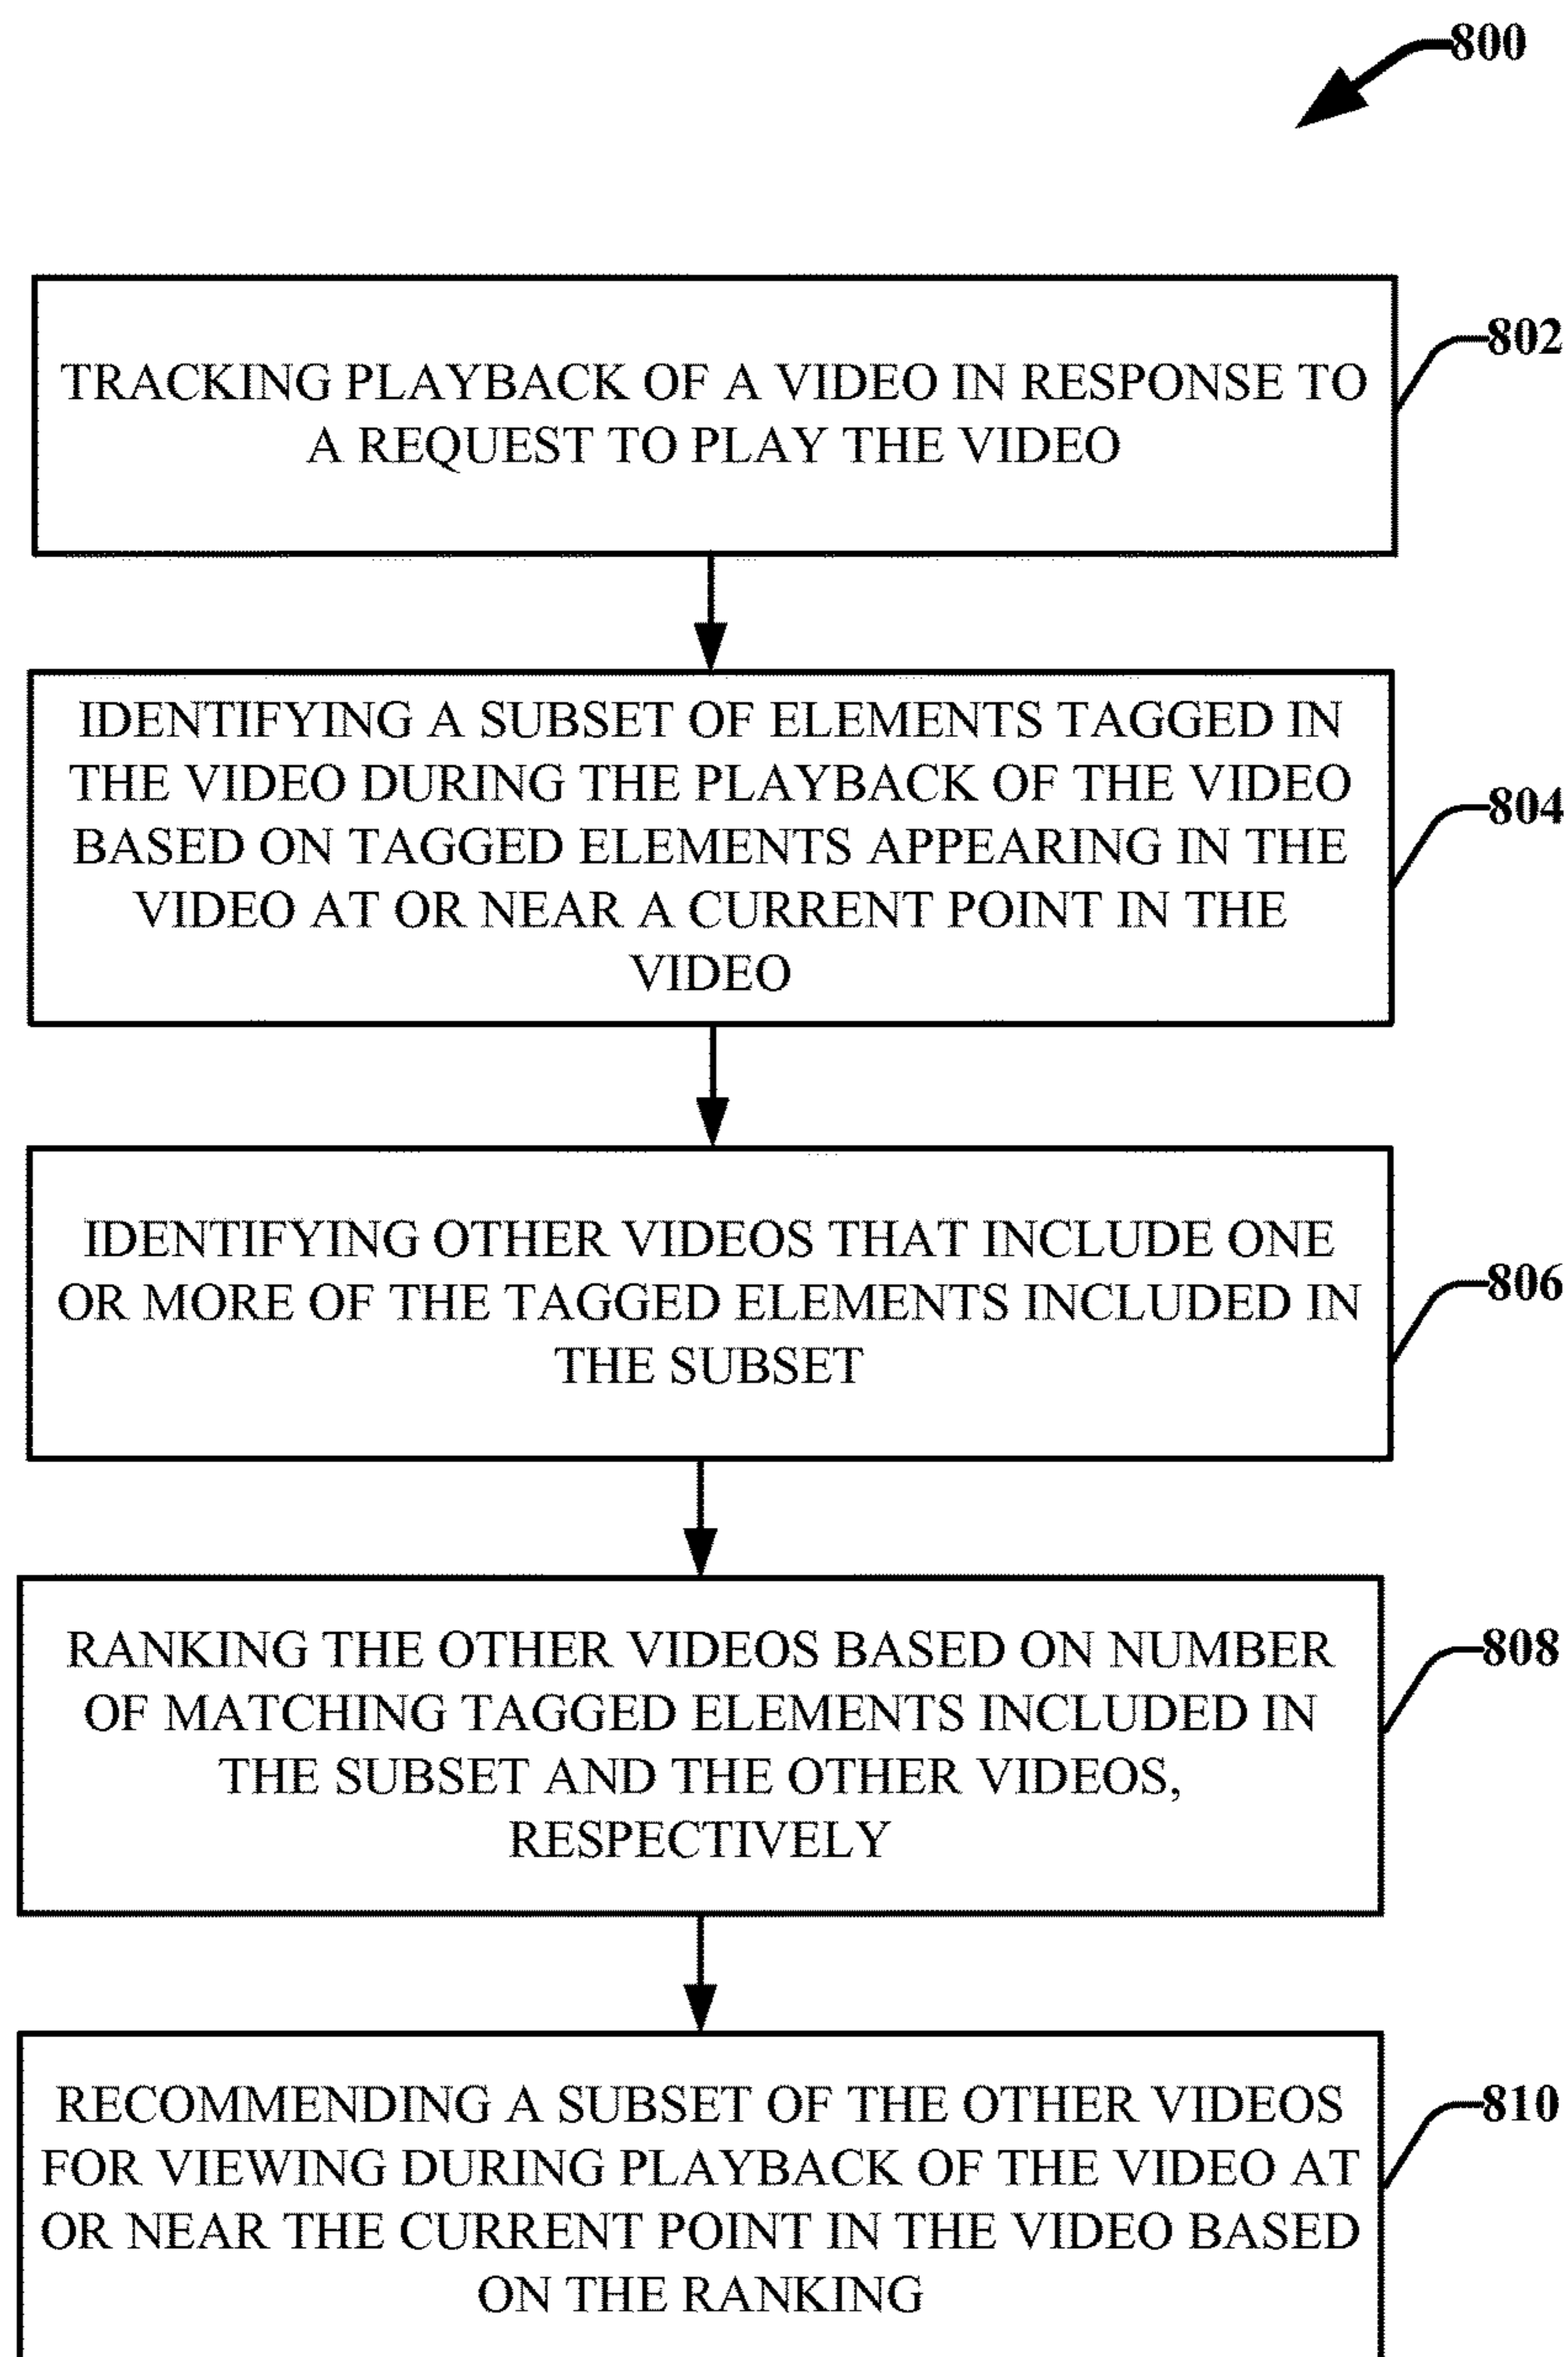 800
TRACKING PLAYBACK OF A VIDEO IN RESPONSE TO
A REQUEST TO PLAY THE VIDEO
802
IDENTIFYING A SUBSET OF ELEMENTS TAGGED IN
THE VIDEO DURING THE PLAYBACK OF THE VIDEO
BASED ON TAGGED ELEMENTS APPEARING IN THE
VIDEO AT OR NEAR A CURRENT POINT IN THE
VIDEO
804
IDENTIFYING OTHER VIDEOS THAT INCLUDE ONE
OR MORE OF THE TAGGED ELEMENTS INCLUDED IN
THE SUBSET
806
RANKING THE OTHER VIDEOS BASED ON NUMBER
OF MATCHING TAGGED ELEMENTS INCLUDED IN
THE SUBSET AND THE OTHER VIDEOS,
RESPECTIVELY
808
RECOMMENDING A SUBSET OF THE OTHER VIDEOS
FOR VIEWING DURING PLAYBACK OF THE VIDEO AT
OR NEAR THE CURRENT POINT IN THE VIDEO BASED
ON THE RANKING
810